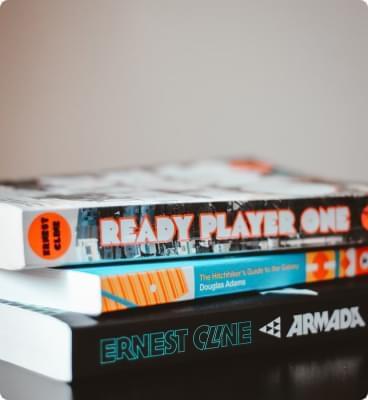 ERNEST
CLINE
READY PLAYER ONE
The Hitchhiker's Guide to the Galaxy
Douglas Adams
ERNEST CLINE
ARMADA